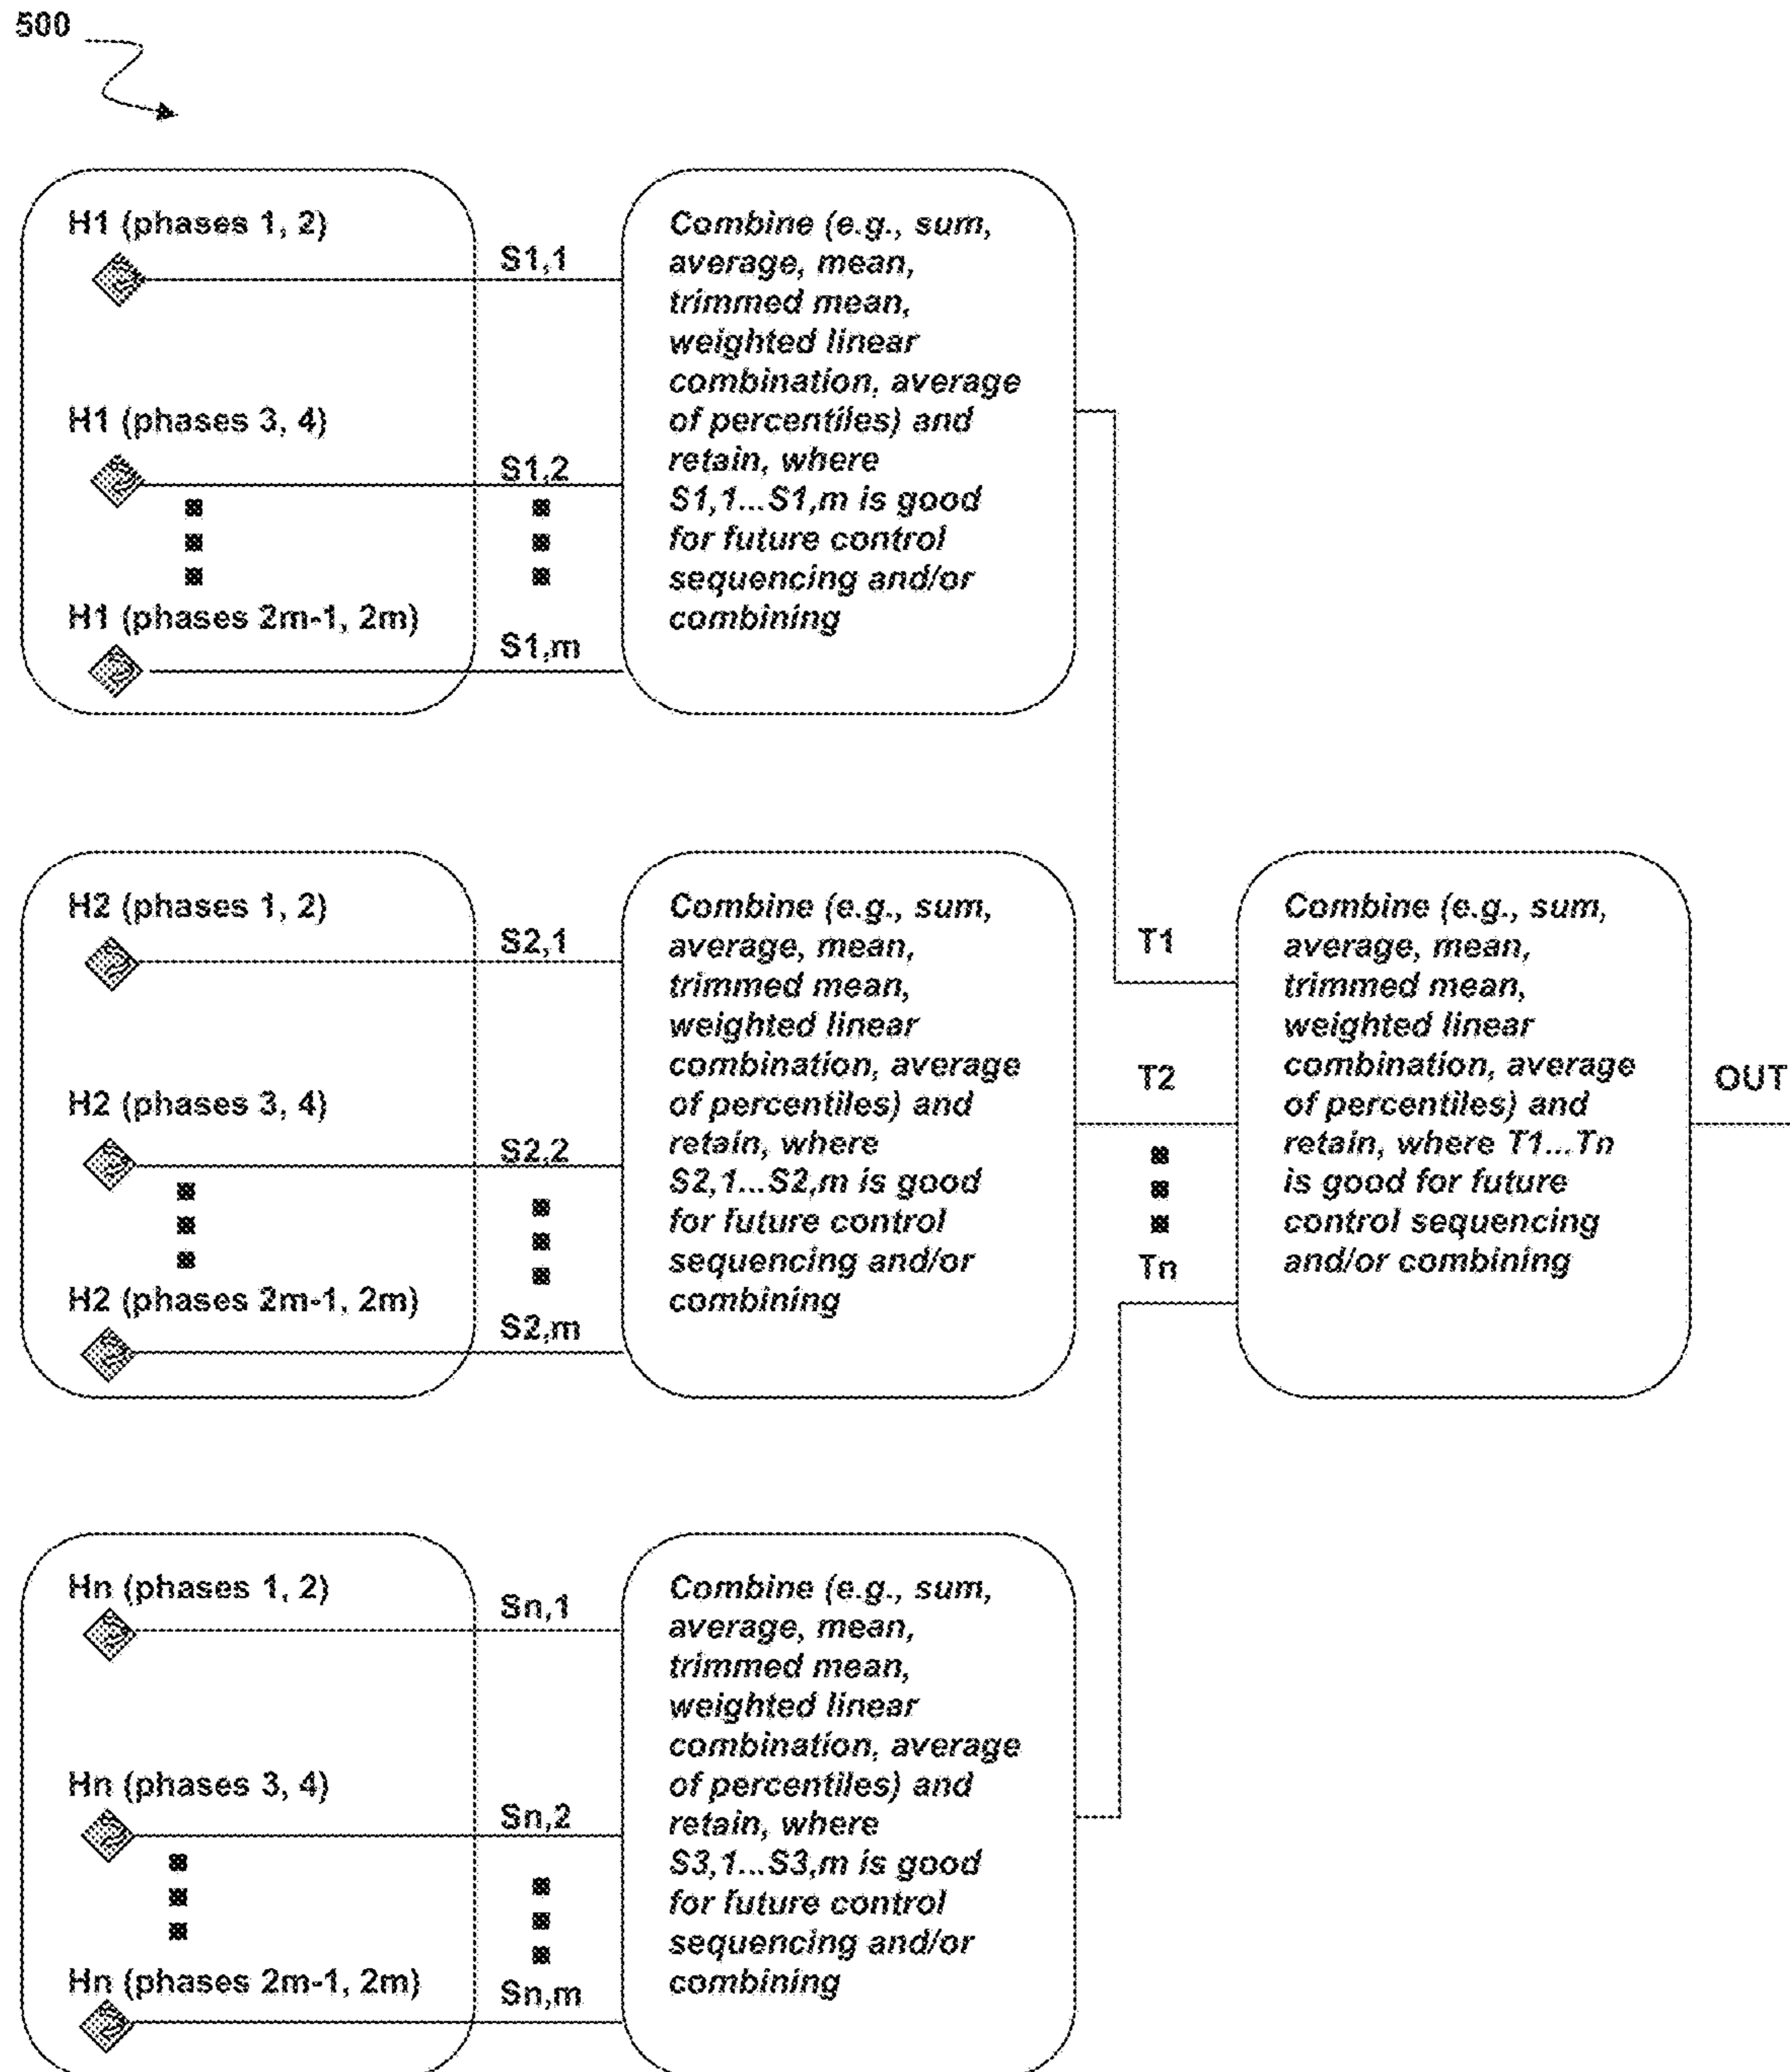 500
H1 (phases 1, 2)
S1,1
H1 (phases 3, 4)
S1,2
H1 (phases 2m-1, 2m)
S1,m
Combine (e.g., sum,
average, mean,
trimmed mean,
weighted linear
combination, average
of percentiles) and
retain, where
S1,1...S1,m is good
for future control
sequencing and/or
combining
H2 (phases 1, 2)
S2,1
H2 (phases 3, 4)
S2,2
H2 (phases 2m-1, 2m)
S2,m
Combine (e.g., sum,
average, mean,
trimmed mean,
weighted linear
combination, average
of percentiles) and
retain, where
S2,1...S2,m is good
for future control
sequencing and/or
combining
T1
T2
Tn
Combine (e.g., sum,
average, mean,
trimmed mean,
weighted linear
combination, average
of percentiles) and
retain, where T1...Tn
is good for future
control sequencing
and/or combining
OUT
Hn (phases 1, 2)
Sn,1
Hn (phases 3, 4)
Sn,2
Hn (phases 2m-1, 2m)
Sn,m
Combine (e.g., sum,
average, mean,
trimmed mean,
weighted linear
combination, average
of percentiles) and
retain, where
S3,1...S3,m is good
for future control
sequencing and/or
combining